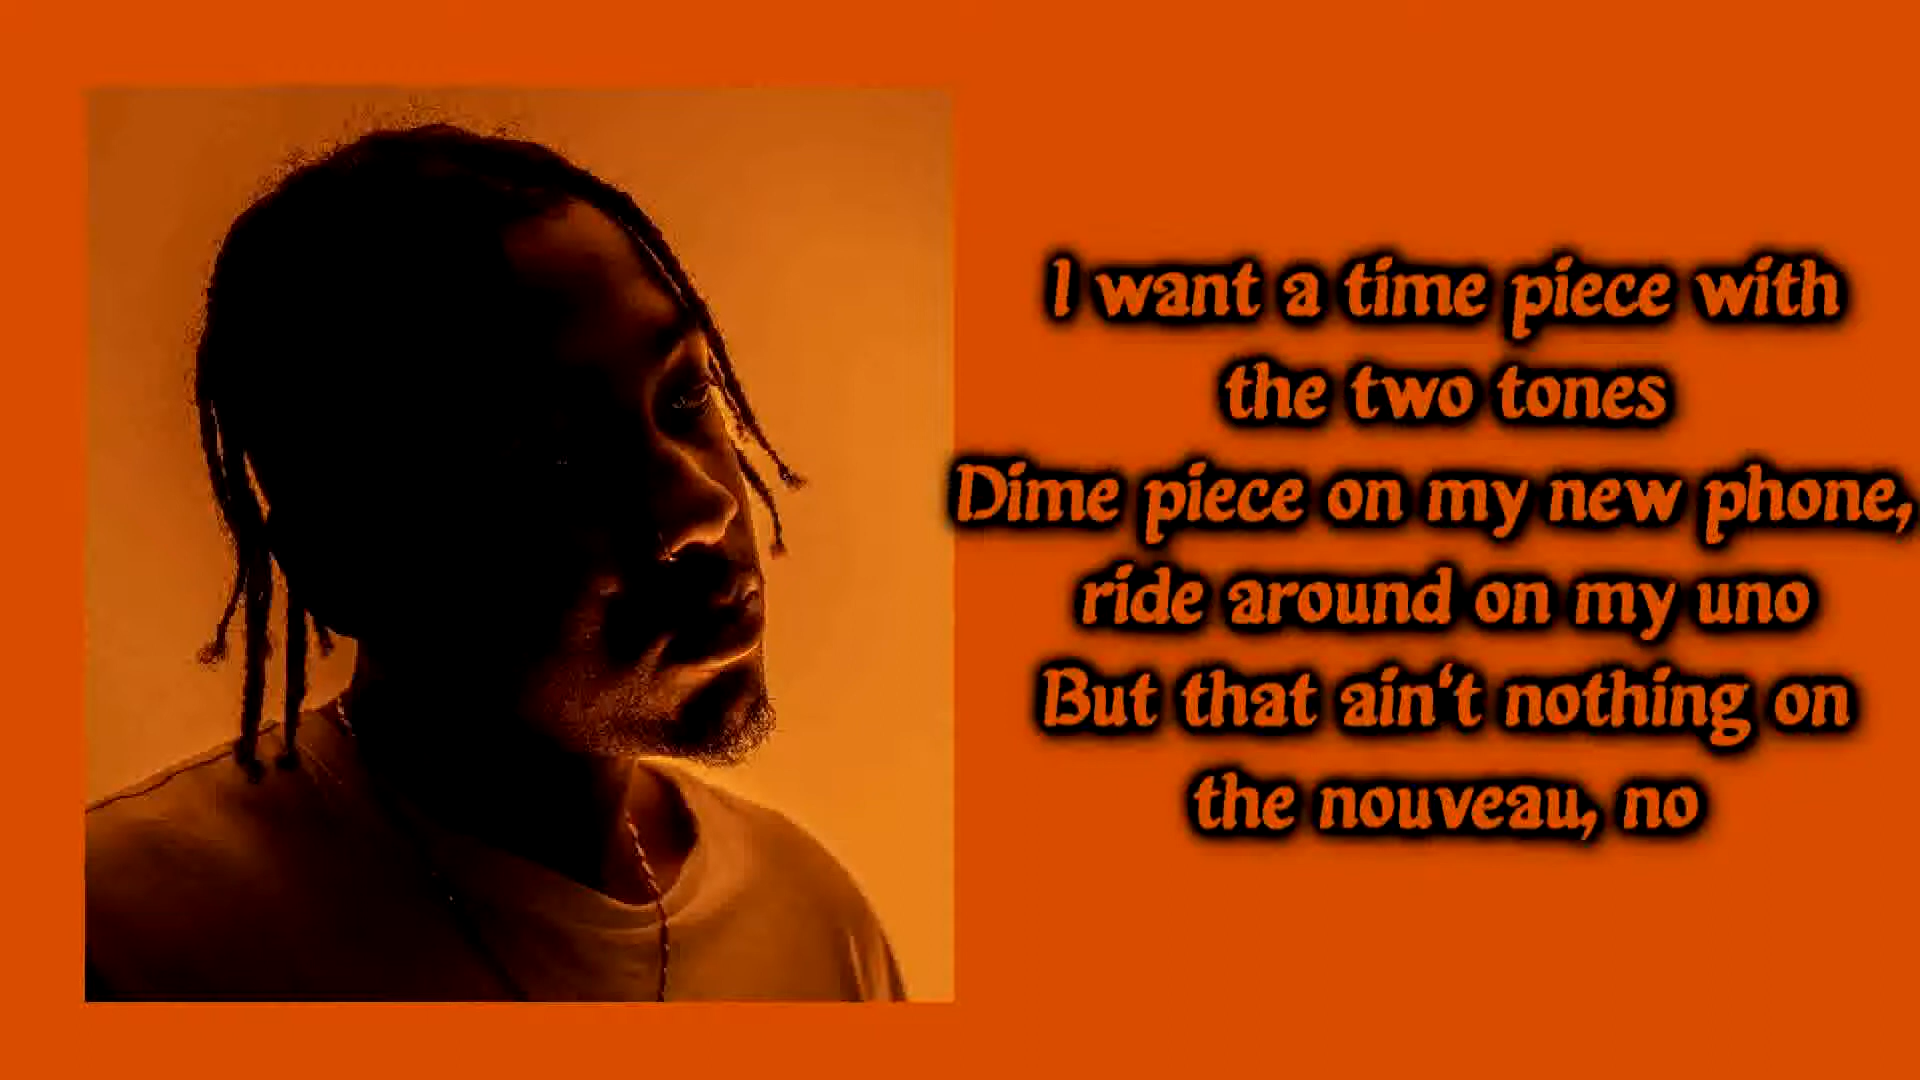 I want a time piece with
the two tones
Dime piece on my new phone,
ride around on my uno
But that ain't nothing on
the nouveau, no